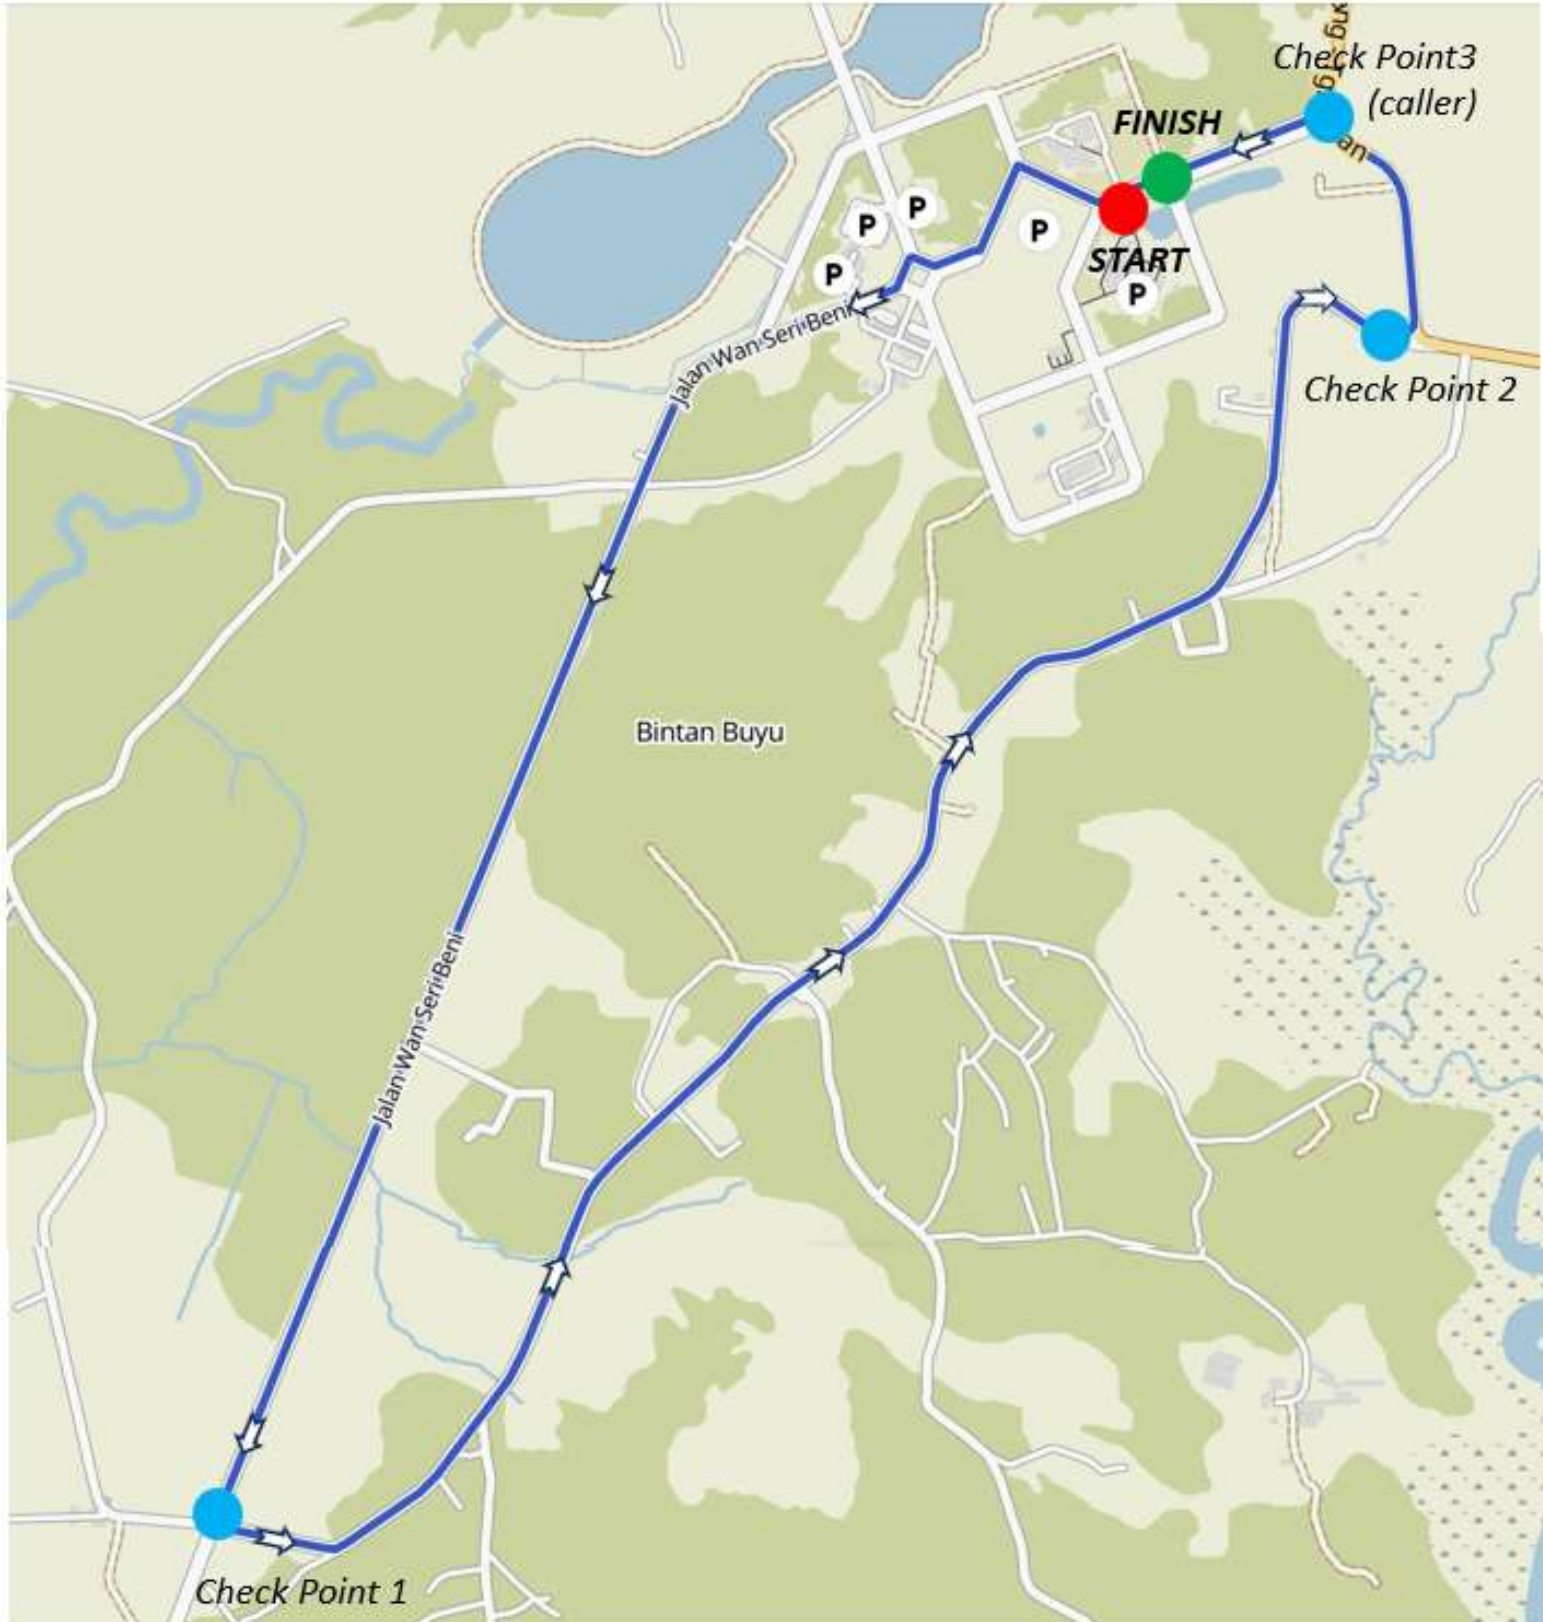 Check Point3
(caller)
FINISH
an
P
P
P
START
P
P
Jalan Wan Seri Beni
Check Point 2
Bintan Buyu
Jalan Wan Seri Beni
Check Point 1